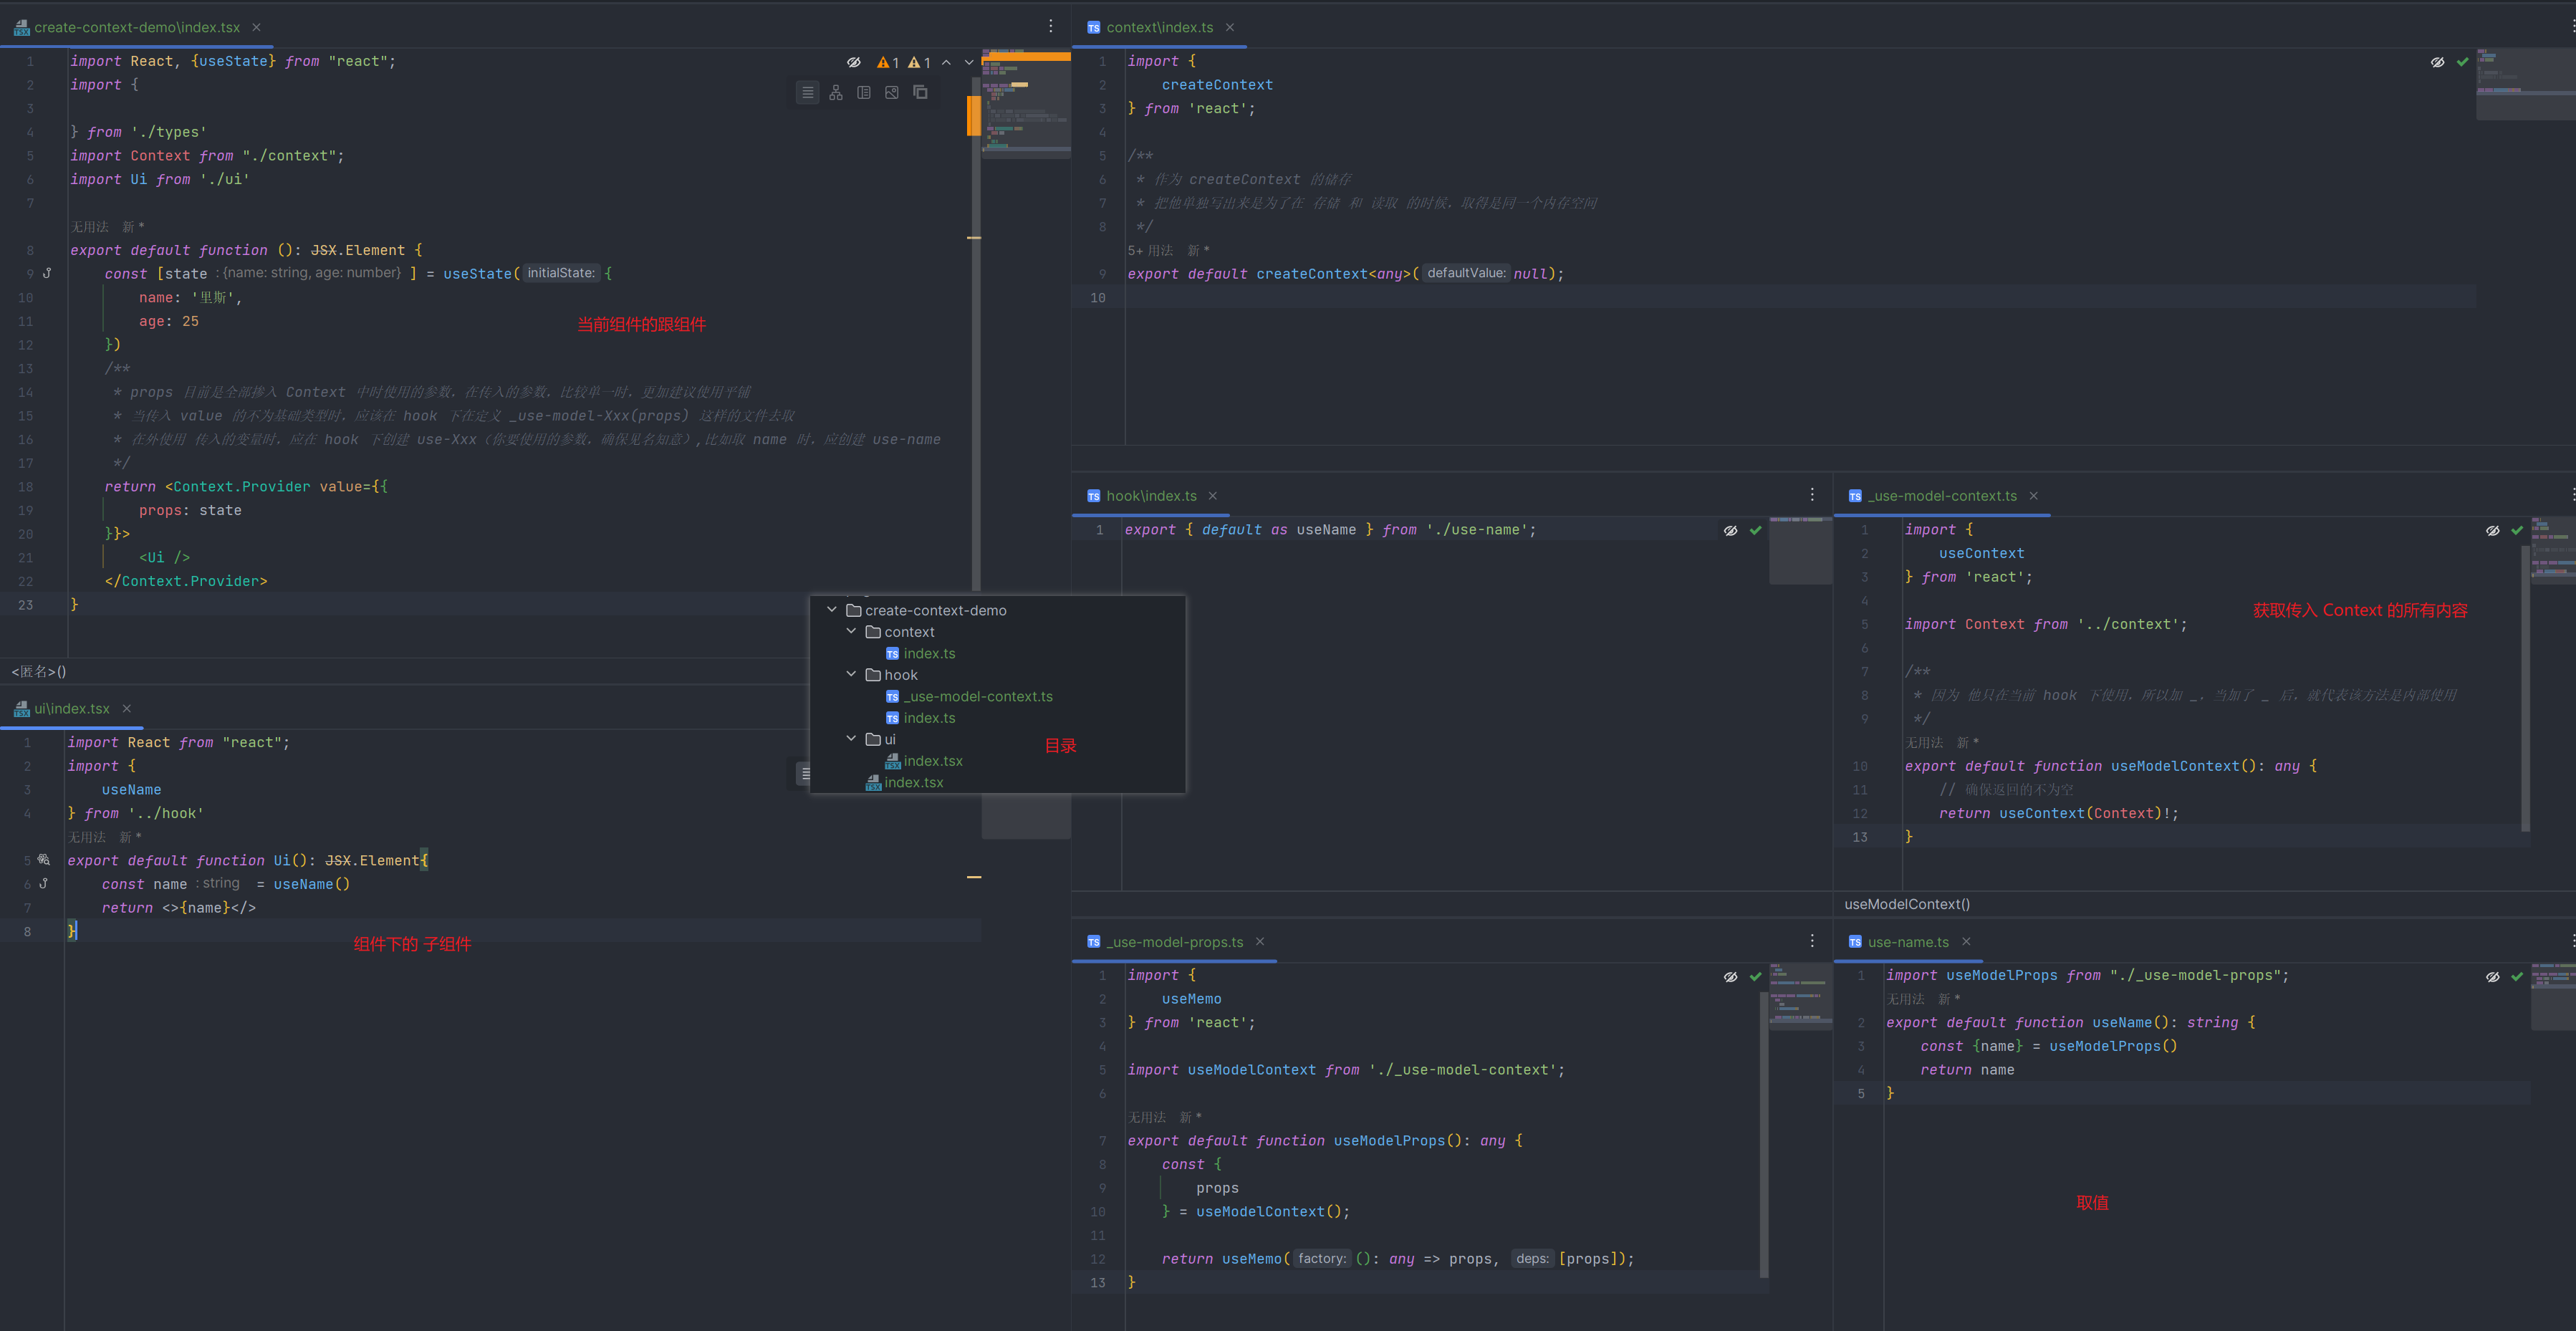 create-context-demo\index.tsx
1 import React, {useState} from "react";
2 import {
3
4 } from './types'
5 import Context from "./context";
6 import Ui from './ui'
7
无用法 新 *
8 export default function (): JSX.Element {
9 const [state : {name: string, age: number} ] = useState( initialState: {
10 name: '里斯',
11 age: 25
12 })
13 /**
14 * props 目前是全部掺入 Context 中时使用的参数，在传入的参数，比较单一时，更加建议使用平铺
15 * 当传入 value 的不为基础类型时，应该在 hook 下在定义 _use-model-Xxx(props) 这样的文件去取
16 * 在外使用 传入的变量时，应在 hook 下创建 use-Xxx（你要使用的参数，确保见名知意）,比如取 name 时，应创建 use-name
17 */
18 return <Context.Provider value={{
19 props: state
20 }}>
21 <Ui />
22 </Context.Provider>
23 }
1 1
当前组件的跟组件
<匿名>()
ui\index.tsx
1 import React from "react";
2 import {
3 useName
4 } from '../hook'
无用法 新 *
5 export default function Ui(): JSX.Element{
6 const name : string = useName()
7 return <>{name}</>
8 }
组件下的 子组件
create-context-demo
context
index.ts
hook
_use-model-context.ts
index.ts
ui
index.tsx
index.tsx
目录
context\index.ts
1 import {
2 createContext
3 } from 'react';
4
5 /**
6 * 作为 createContext 的储存
7 * 把他单独写出来是为了在 存储 和 读取 的时候，取得是同一个内存空间
8 */
5+ 用法 新 *
9 export default createContext<any>( defaultValue: null);
10
hook\index.ts
1 export { default as useName } from './use-name';
_use-model-context.ts
1 import {
2 useContext
3 } from 'react';
4
5 import Context from '../context';
6
7 /**
8 * 因为 他只在当前 hook 下使用，所以加 _，当加了 _ 后，就代表该方法是内部使用
9 */
无用法 新 *
10 export default function useModelContext(): any {
11 // 确保返回的不为空
12 return useContext(Context)!;
13 }
获取传入 Context 的所有内容
useModelContext()
_use-model-props.ts
1 import {
2 useMemo
3 } from 'react';
4
5 import useModelContext from './_use-model-context';
6
无用法 新 *
7 export default function useModelProps(): any {
8 const {
9 props
10 } = useModelContext();
11
12 return useMemo( factory: (): any => props, deps: [props]);
13 }
use-name.ts
1 import useModelProps from "./_use-model-props";
无用法 新 *
2 export default function useName(): string {
3 const {name} = useModelProps()
4 return name
5 }
取值